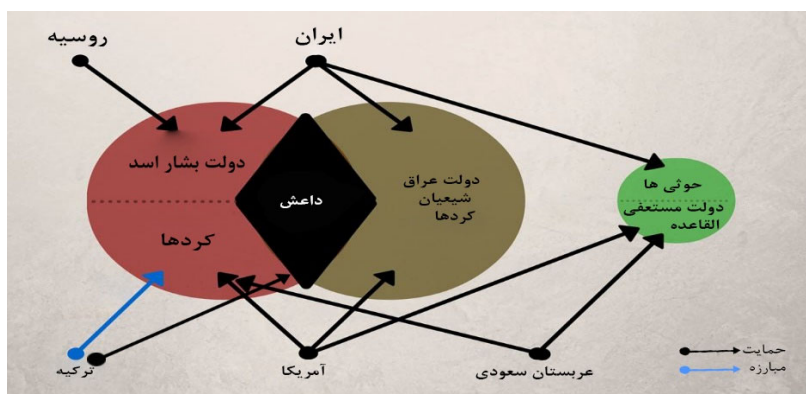 روسیه
ایران
دولت بشار اسد
کردها
داعش
دولت عراق
شیعیان
کردها
حوثی ها
دولت مستعفی
القاعده
ترکیه
آمریکا
عربستان سعودی
حمایت
مبارزه